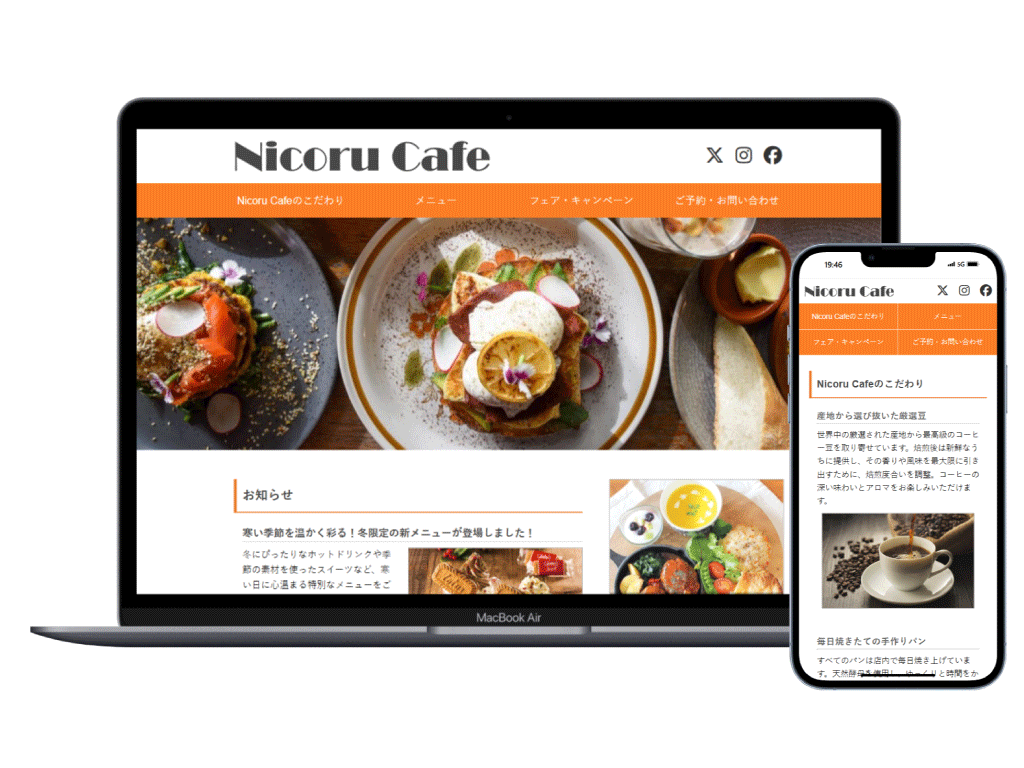 Nicoru Cafe
Nicoru Cafeのこだわり
メニュー
フェア・キャンペーン
ご予約・お問い合わせ
お知らせ
寒い季節を温かく彩る！冬限定の新メニューが登場しました！
冬にぴったりなホットドリンクや季
節の素材を使ったスイーツなど、寒
い日に心温まる特別なメニューをご
MacBook Air
19:46
5G
Nicoru Cafe
Nicoru Cafeのこだわり
メニュー
フェア・キャンペーン
ご予約・お問い合わせ
Nicoru Cafeのこだわり
産地から選び抜いた厳選豆
世界中の厳選された産地から最高級のコーヒ
ー豆を取り寄せています。焙煎後は新鮮なう
ちに提供し、その香りや風味を最大限に引き
出すために、焙煎度合いを調整。コーヒーの
深い味わいとアロマをお楽しみいただけま
す。
毎日焼きたての手作りパン
すべてのパンは店内で毎日焼き上げていま
す。天然酵母を使用し、ゆっくりと時間をか